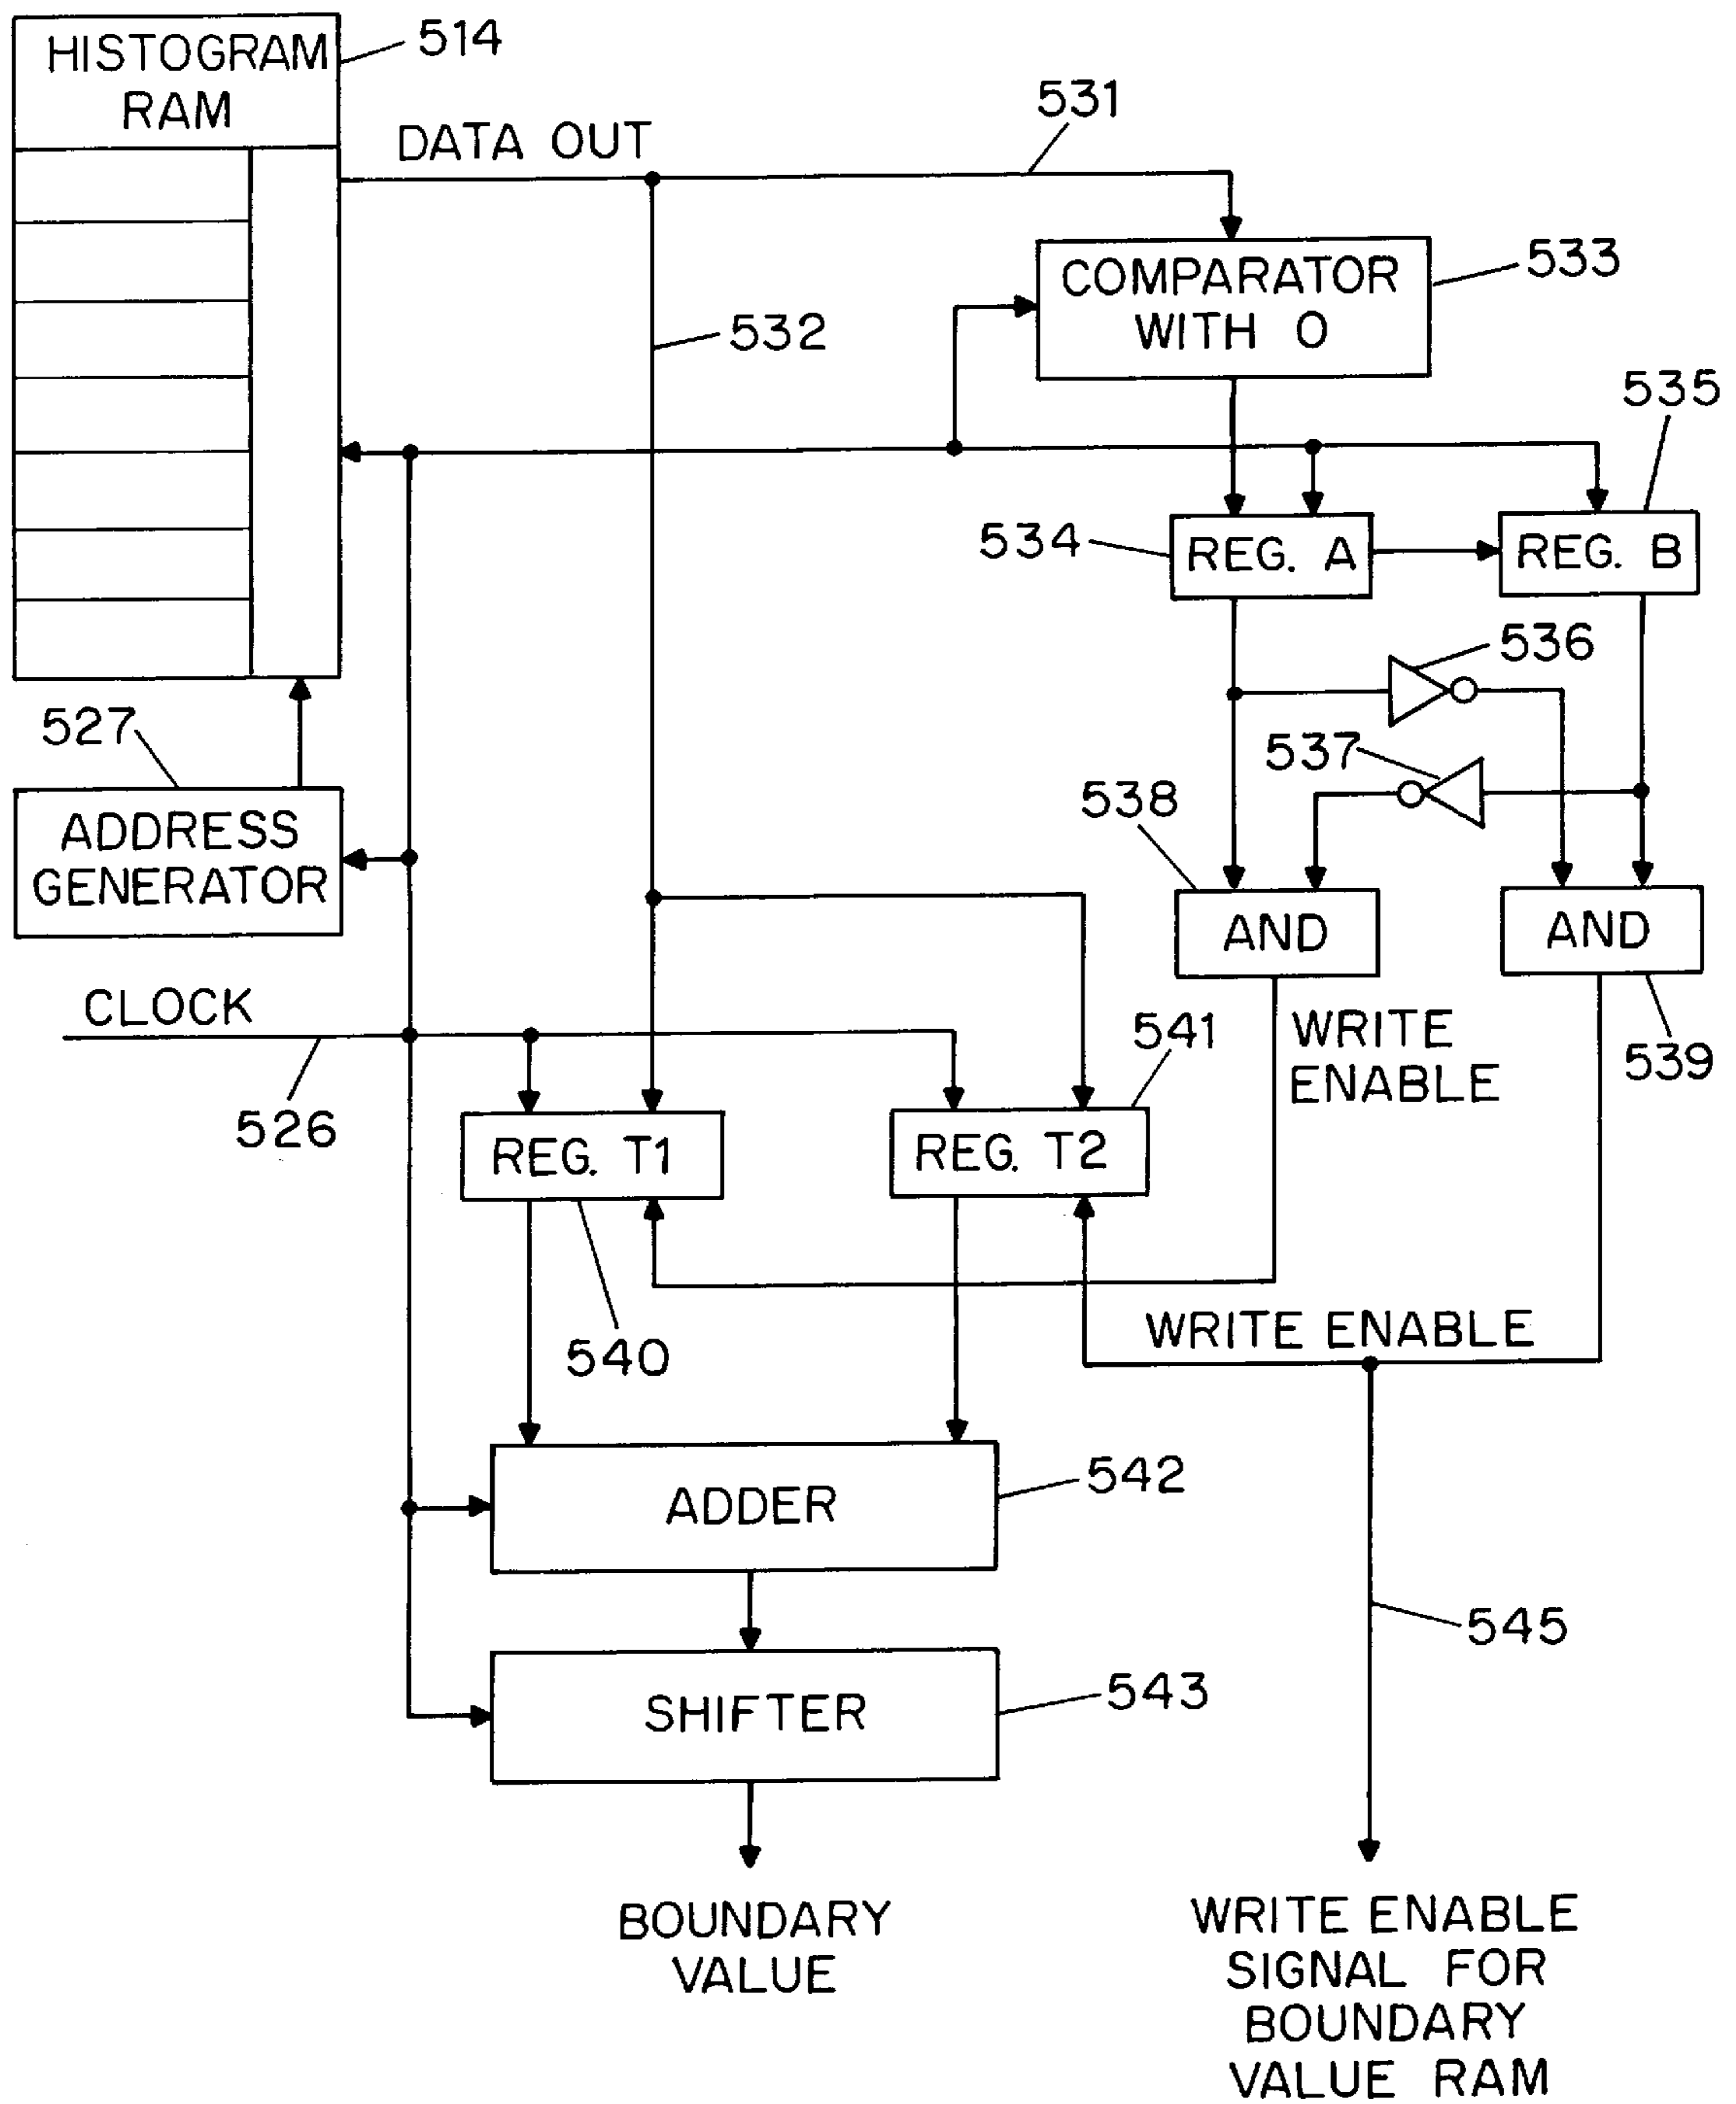 HISTOGRAM
RAM
514
DATA OUT
531
COMPARATOR
WITH 0
533
532
535
534
REG. A
REG. B
536
527
537
538
ADDRESS
GENERATOR
AND
AND
CLOCK
WRITE
ENABLE
541
539
526
REG. T1
REG. T2
540
WRITE ENABLE
542
ADDER
545
543
SHIFTER
BOUNDARY
VALUE
WRITE ENABLE
SIGNAL FOR
BOUNDARY
VALUE RAM